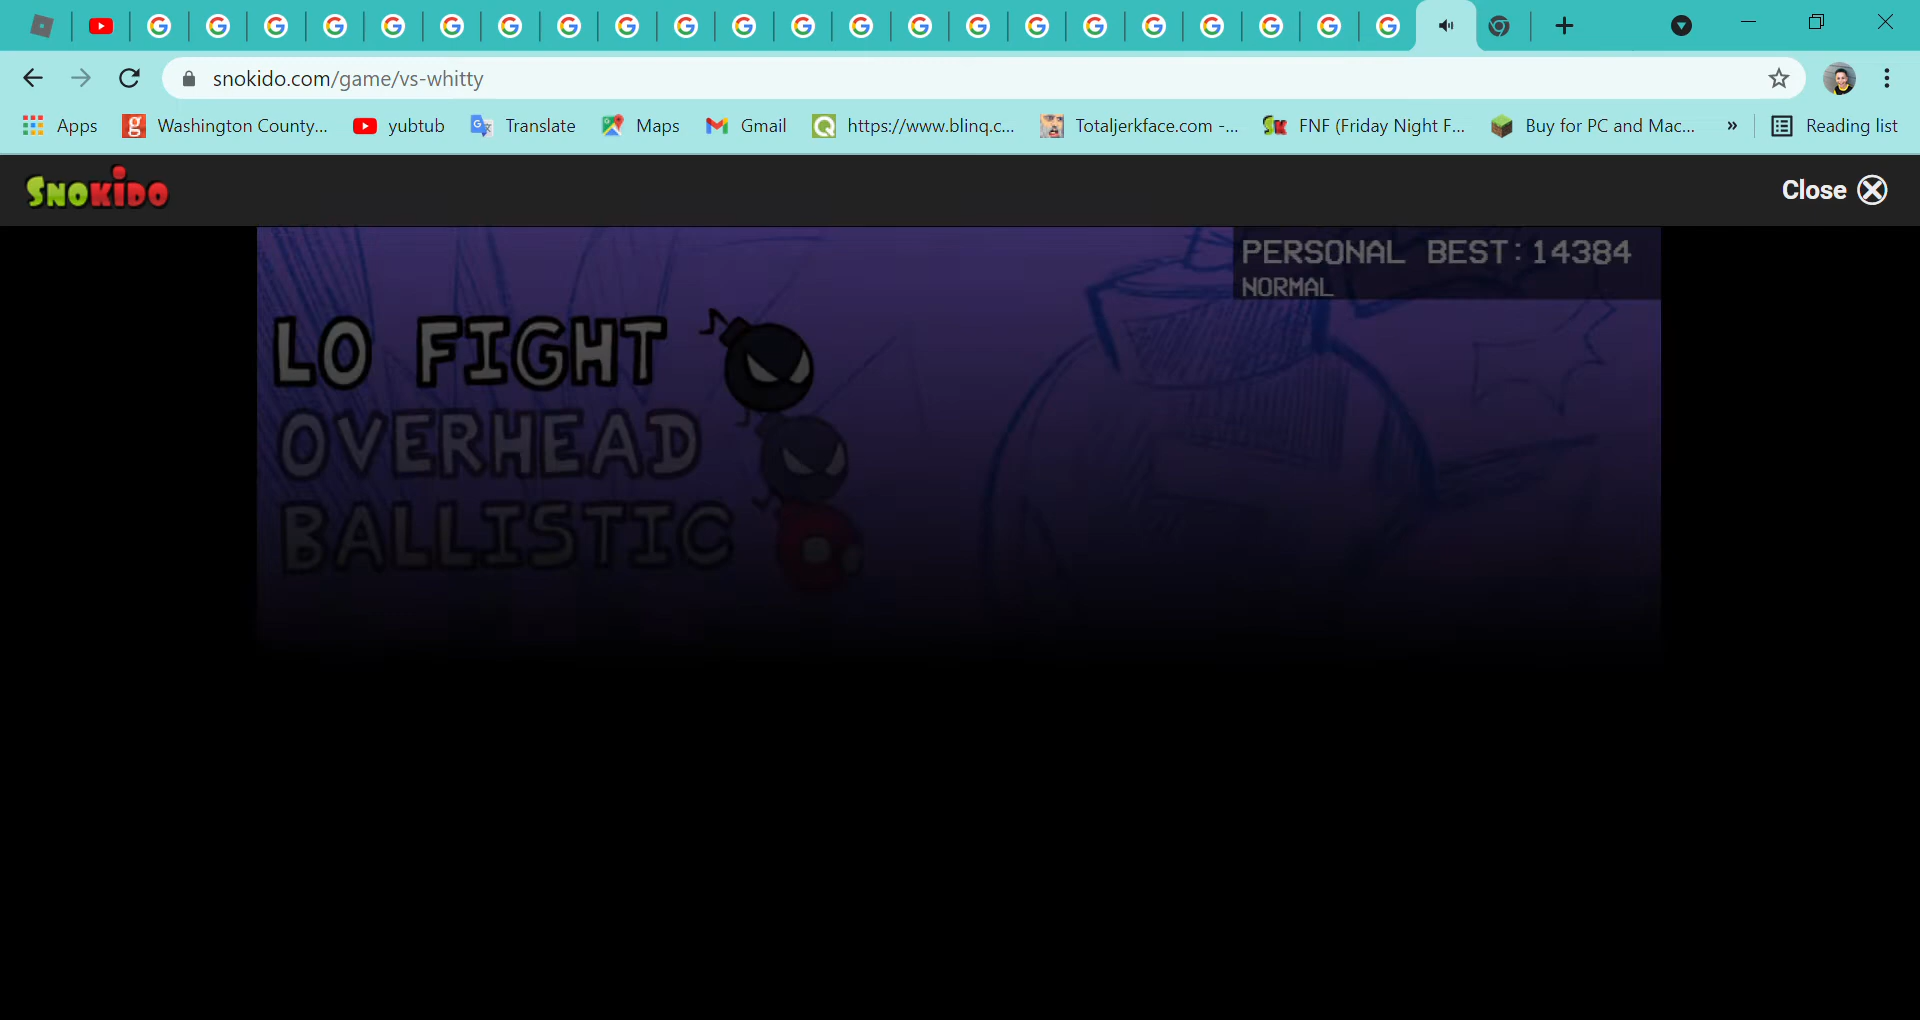 snokido.com/game/vs-whitty
Apps
Washington County...
yubtub
Translate
Maps
Gmail
https://www.blinq.c...
Totaljerkface.com -...
FNF (Friday Night F...
Buy for PC and Mac...
»
Reading list
SNOKIDO
Close
PERSONAL BEST:14384
NORMAL
LO FIGHT
OVERHEAD
BALLISTIC